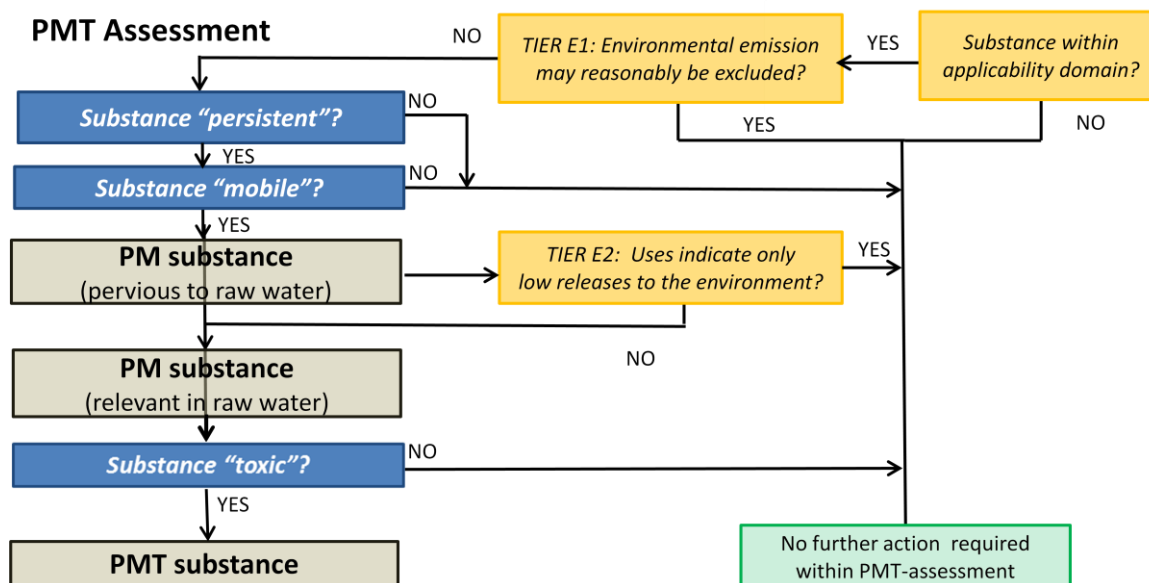 PMT Assessment
NO
TIER E1: Environmental emission
may reasonably be excluded?
YES
Substance within
applicability domain?
Substance “persistent”?
NO
YES
NO
YES
Substance “mobile”?
NO
YES
PM substance
(pervious to raw water)
TIER E2:  Uses indicate only
low releases to the environment?
YES
NO
PM substance
(relevant in raw water)
Substance “toxic”?
NO
YES
PMT substance
No further action  required
within PMT-assessment